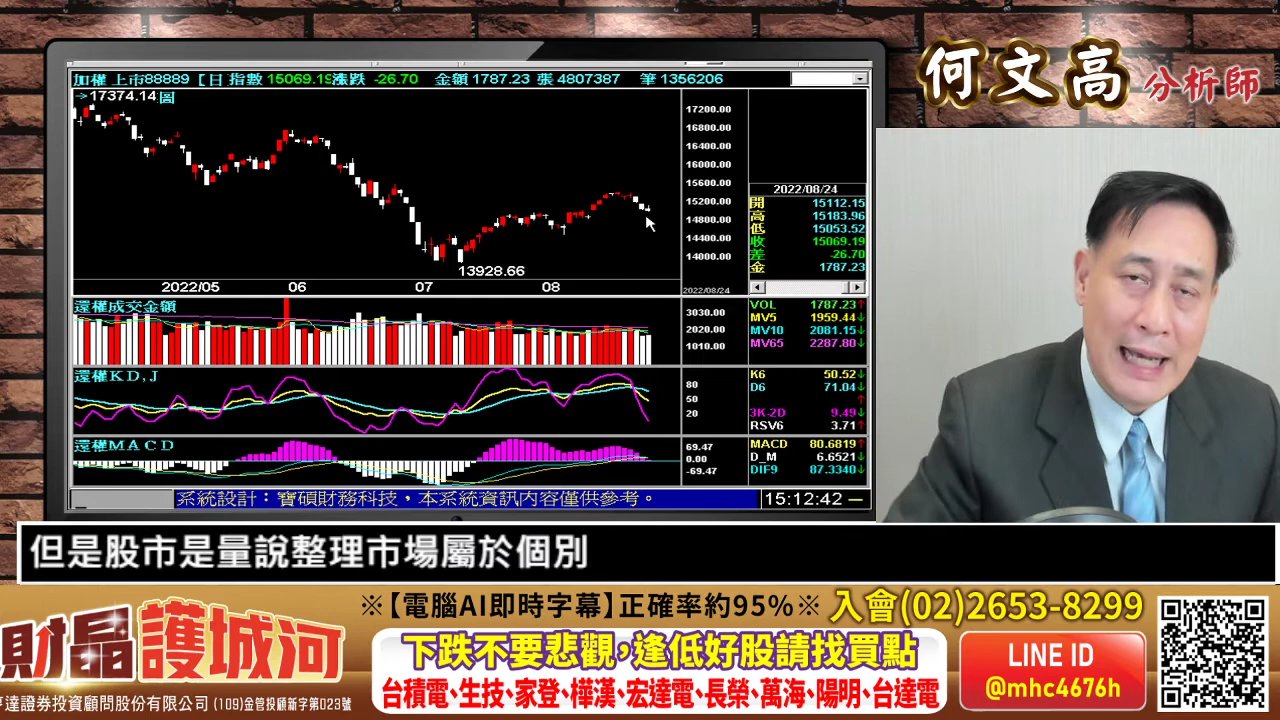 何文高 分析師
加權 上市88889 [日 指數 15069.19 漲跌 -26.70 金額 1787.23 張 4807387 筆 1356206
→17374.14圖
17200.00
16800.00
16400.00
16000.00
15600.00
15200.00
14800.00
14400.00
14000.00
13928.66
2022/05 06 07 08 2022/08/24
2022/08/24
開 15112.15
高 15183.96
低 15053.52
收 15069.19
差 -26.70
金 1787.23
還權成交金額
3030.00
2020.00
1010.00
VOL 1787.23↑
MV5 1959.44↓
MV10 2081.15↓
MV65 2287.80↓
還權KD,J
80
50
20
K6 50.52↓
D6 71.04↓
↑
3K-2D 9.49↓
RSV6 3.71↑
還權MACD
69.47
0.00
-69.47
MACD 80.6819↑
D_M 6.6521↓
DIF9 87.3340↓
系統設計：寶碩財務科技，本系統資訊內容僅供參考。 15:12:42
但是股市是量說整理市場屬於個別
※【電腦AI即時字幕】正確率約95%※ 入會(02)2653-8299
財晶護城河
下跌不要悲觀，逢低好股請找買點
台積電、生技、家登、樺漢、宏達電、長榮、萬海、陽明、台達電
LINE ID
@mhc4676h
亨達證券投資顧問股份有限公司 (109)金管投顧新字第023號